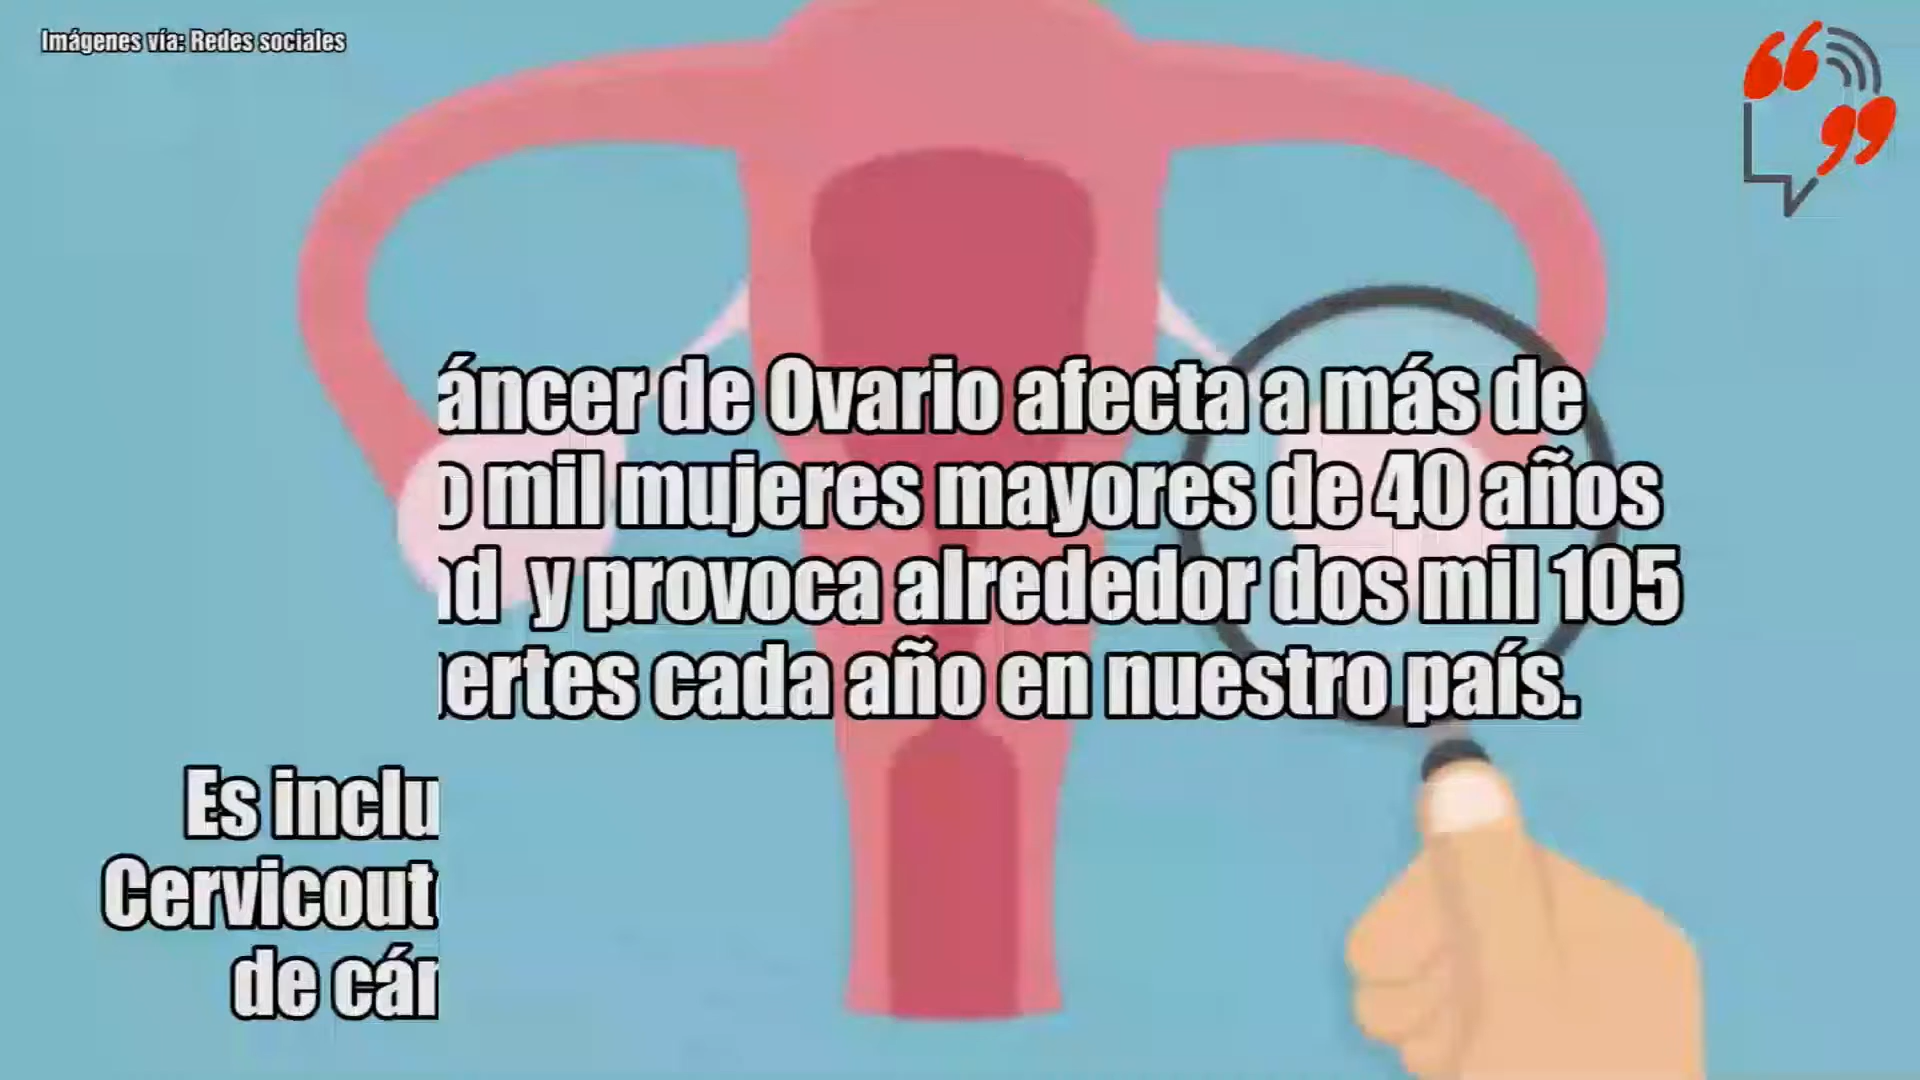 Imágenes vía: Redes sociales
áncer de Ovario afecta a más de
o mil mujeres mayores de 40 años
y provoca alrededor dos mil 105
ertes cada año en nuestro país.
Es inclu
Cervicout
de cán